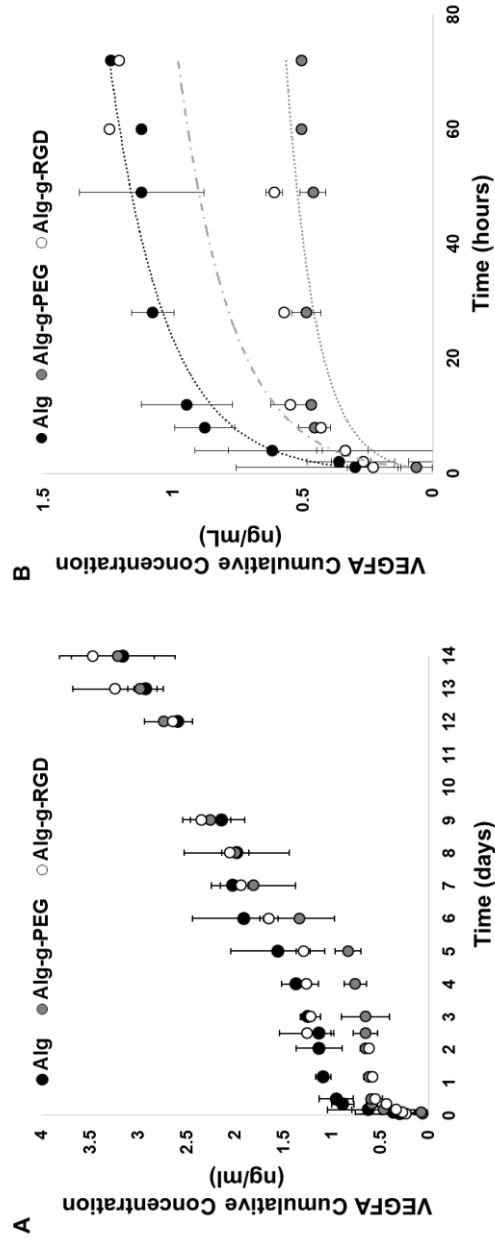 A
Alg
Alg-g-PEG
Alg-g-RGD
VEGFA Cumulative Concentration
(ng/ml)
4
3.5
3
2.5
2
1.5
1
0.5
0
0 1 2 3 4 5 6 7 8 9 10 11 12 13 14
Time (days)
B
Alg
Alg-g-PEG
Alg-g-RGD
VEGFA Cumulative Concentration
(ng/mL)
1.5
1
0.5
0
0 20 40 60 80
Time (hours)